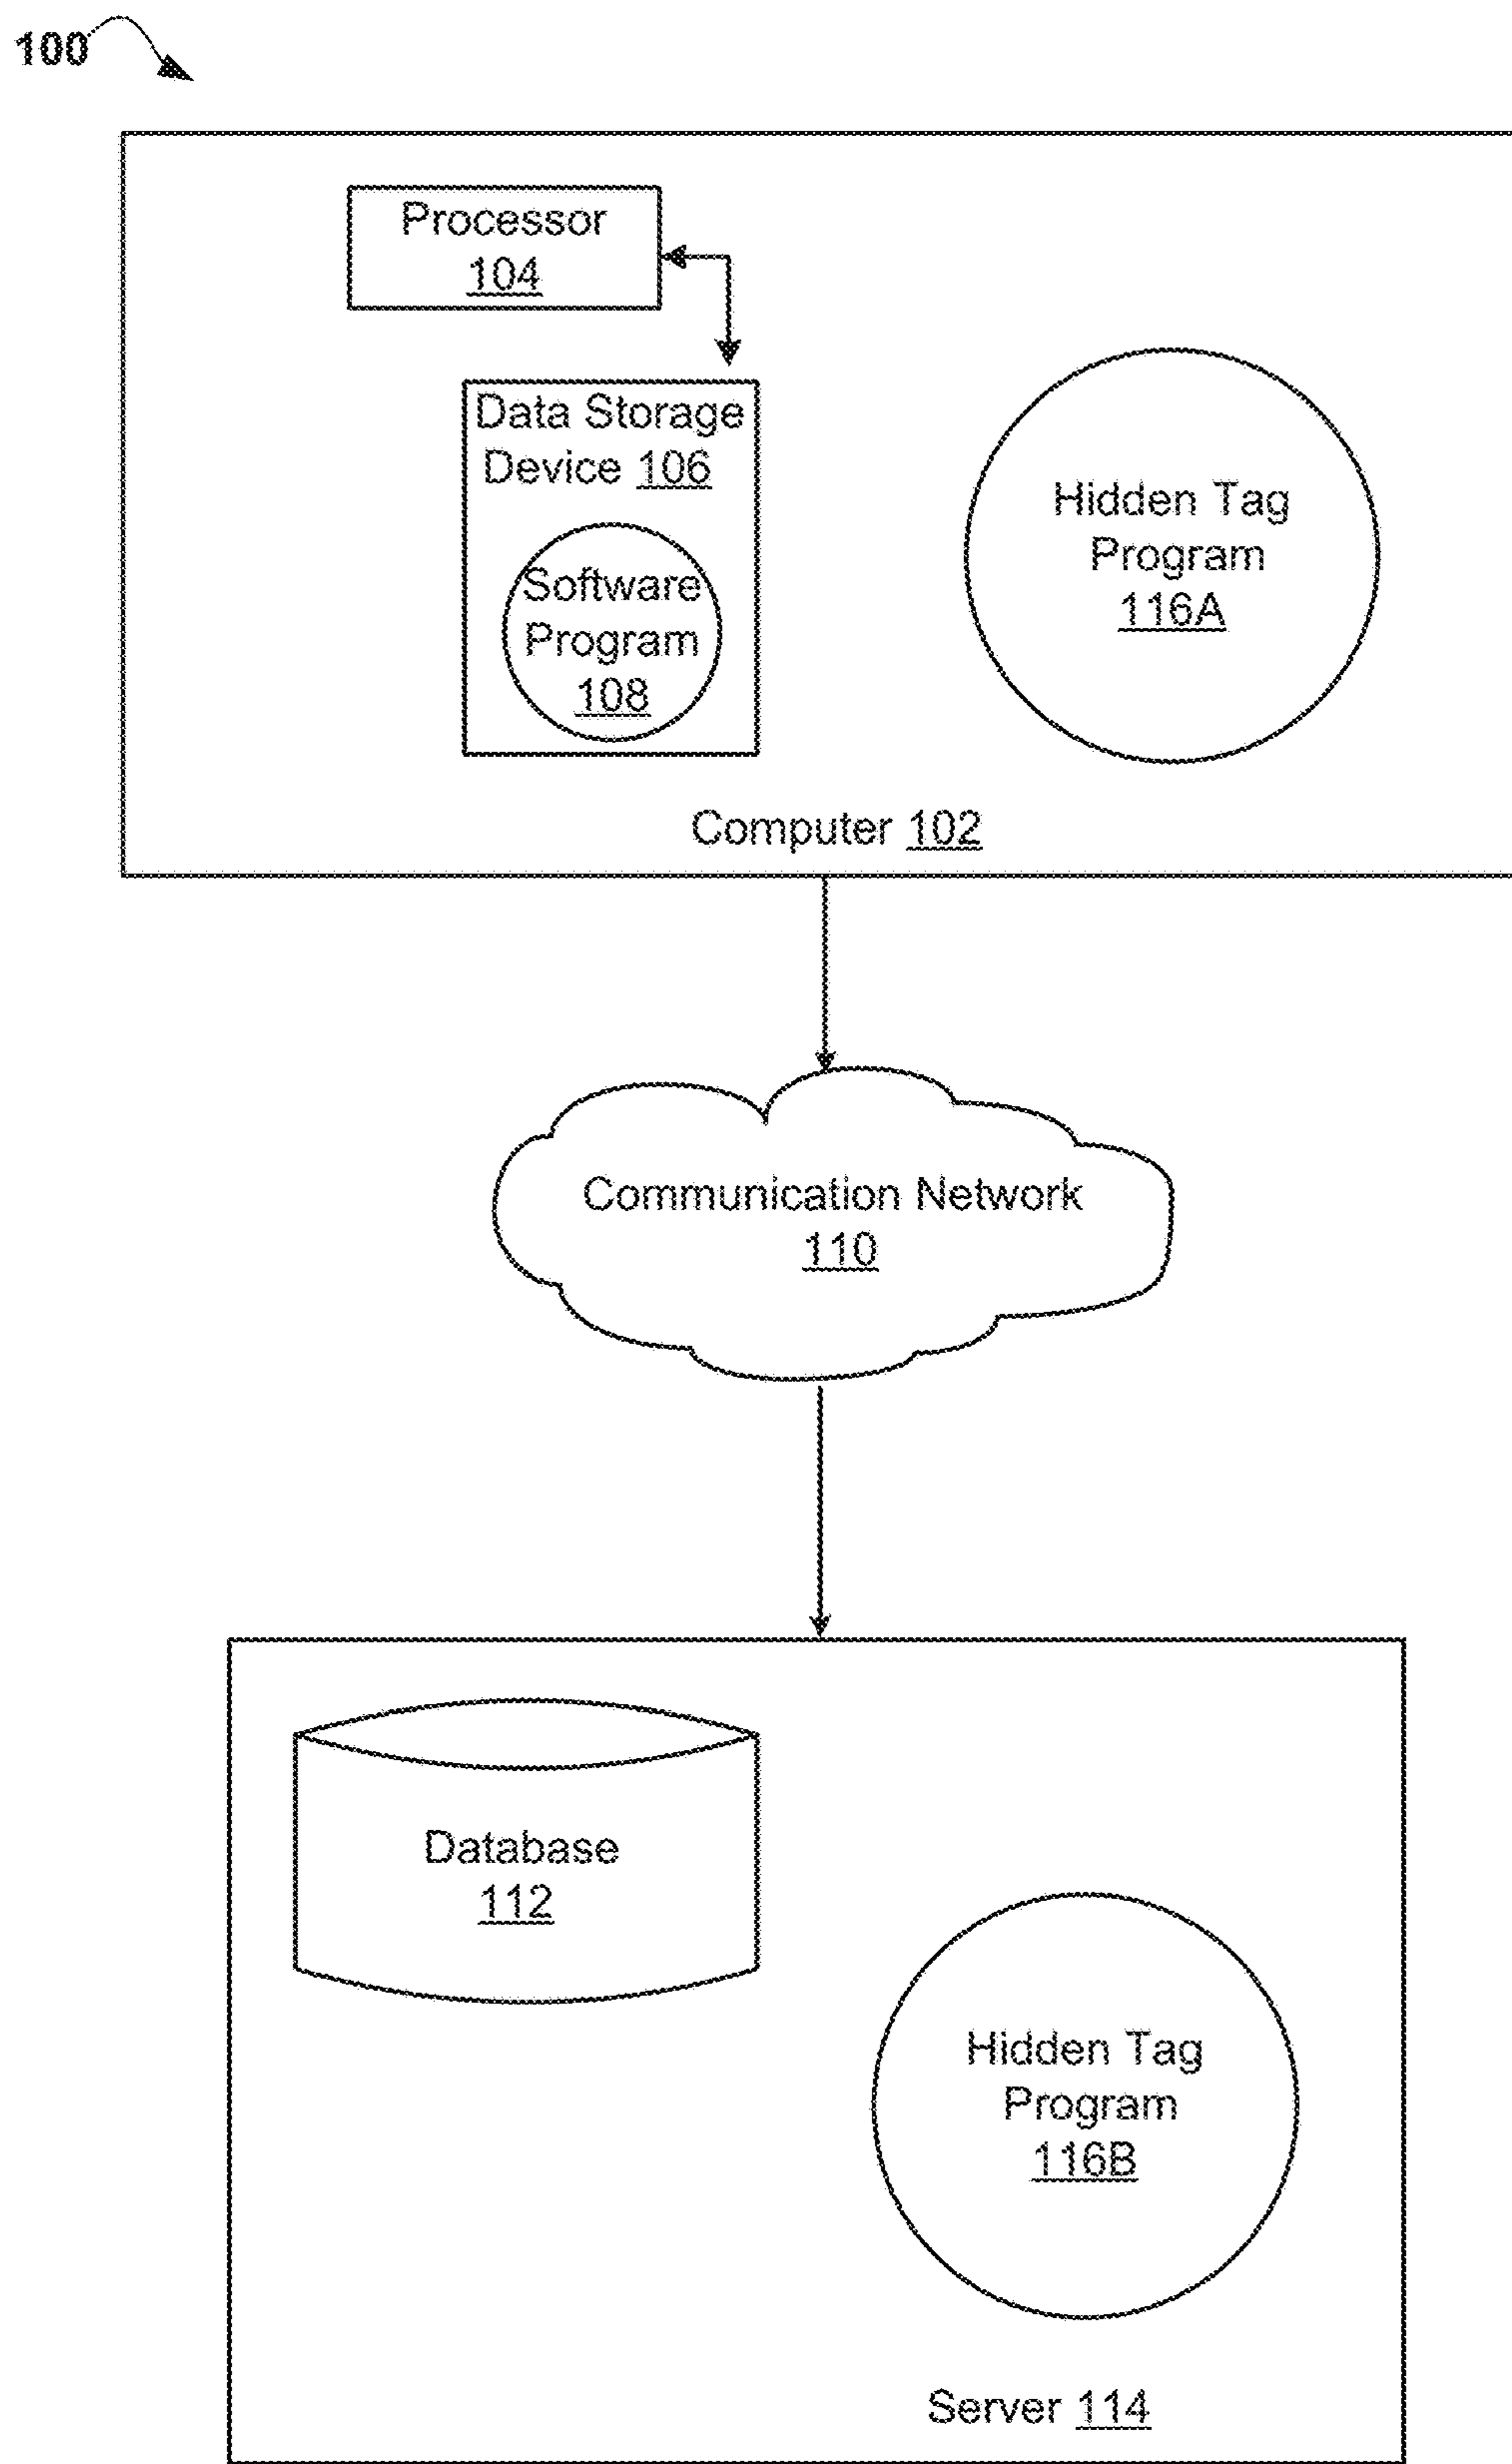 100
Processor
104
Data Storage
Device 106
Software
Program
108
Hidden Tag
Program
116A
Computer 102
Communication Network
110
Database
112
Hidden Tag
Program
116B
Server 114